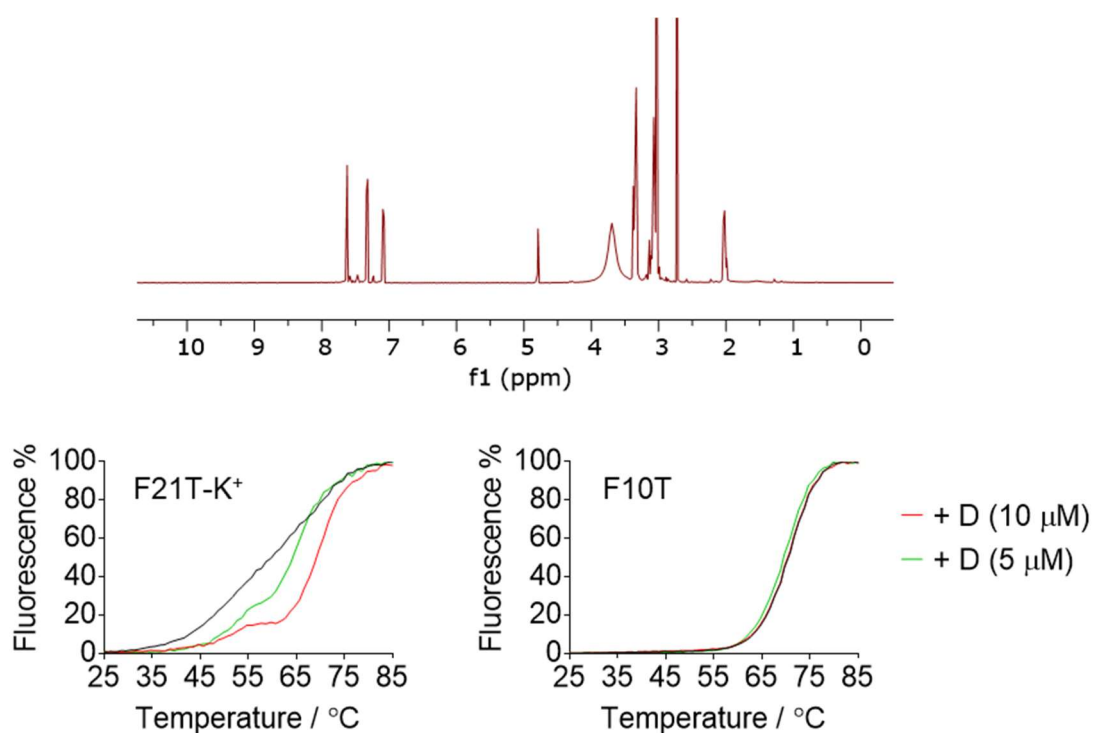 10 9 8 7 6 5 4 3 2 1 0
f1 (ppm)
Fluorescence %
100
80
60
40
20
0
F21T-K⁺
25 35 45 55 65 75 85
Temperature / °C
Fluorescence %
100
80
60
40
20
0
F10T
25 35 45 55 65 75 85
Temperature / °C
+ D (10 μM)
+ D (5 μM)